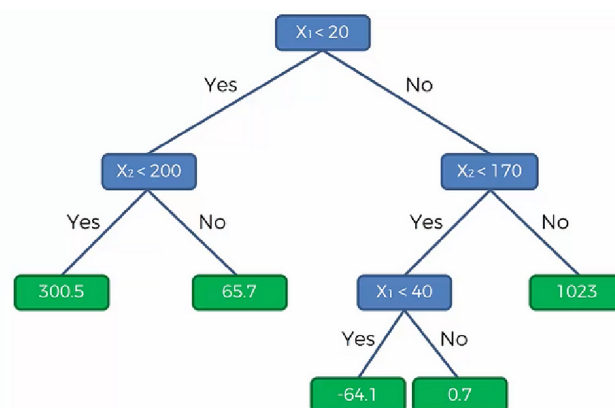 X₁ < 20
Yes
No
X₂ < 200
X₂ < 170
Yes
No
Yes
No
300.5
65.7
X₁ < 40
1023
Yes
No
-64.1
0.7